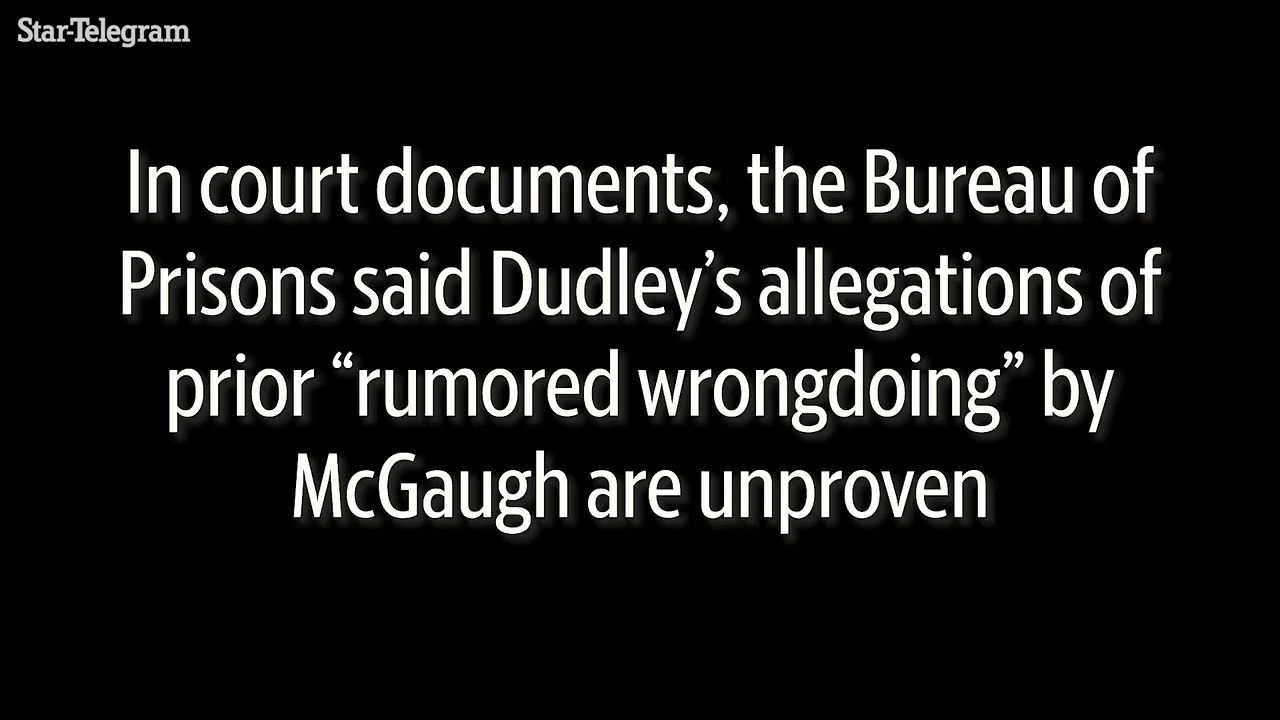 Star-Telegram
In court documents, the Bureau of
Prisons said Dudley’s allegations of
prior “rumored wrongdoing” by
McGaugh are unproven